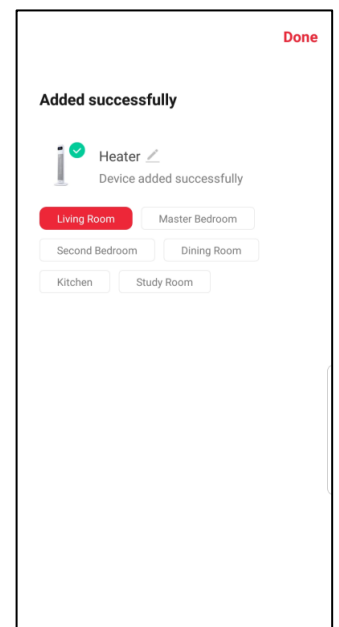 Done
Added successfully
Heater
Device added successfully
Living Room Master Bedroom
Second Bedroom Dining Room
Kitchen Study Room